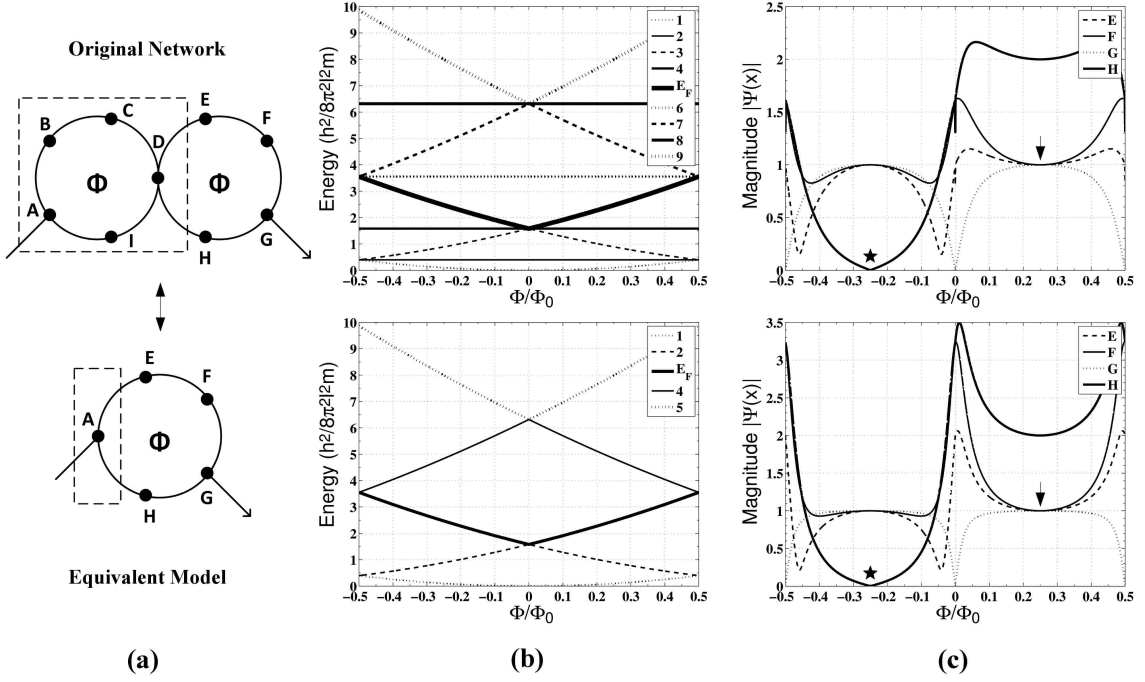 Original Network
A
B
C
D
E
F
G
H
I
Φ
Φ
Equivalent Model
A
E
F
G
H
Φ
(a)
Energy (h²/8π²l²2m)
10
9
8
7
6
5
4
3
2
1
0
−0.5 −0.4 −0.3 −0.2 −0.1 0 0.1 0.2 0.3 0.4 0.5
Φ/Φ₀
1
2
3
4
E_F
6
7
8
9
Energy (h²/8π²l²2m)
10
9
8
7
6
5
4
3
2
1
0
−0.5 −0.4 −0.3 −0.2 −0.1 0 0.1 0.2 0.3 0.4 0.5
Φ/Φ₀
1
2
E_F
4
5
(b)
Magnitude |Ψ(x)|
2.5
2
1.5
1
0.5
0
−0.5 −0.4 −0.3 −0.2 −0.1 0 0.1 0.2 0.3 0.4 0.5
Φ/Φ₀
E
F
G
H
Magnitude |Ψ(x)|
3.5
3
2.5
2
1.5
1
0.5
0
−0.5 −0.4 −0.3 −0.2 −0.1 0 0.1 0.2 0.3 0.4 0.5
Φ/Φ₀
E
F
G
H
(c)